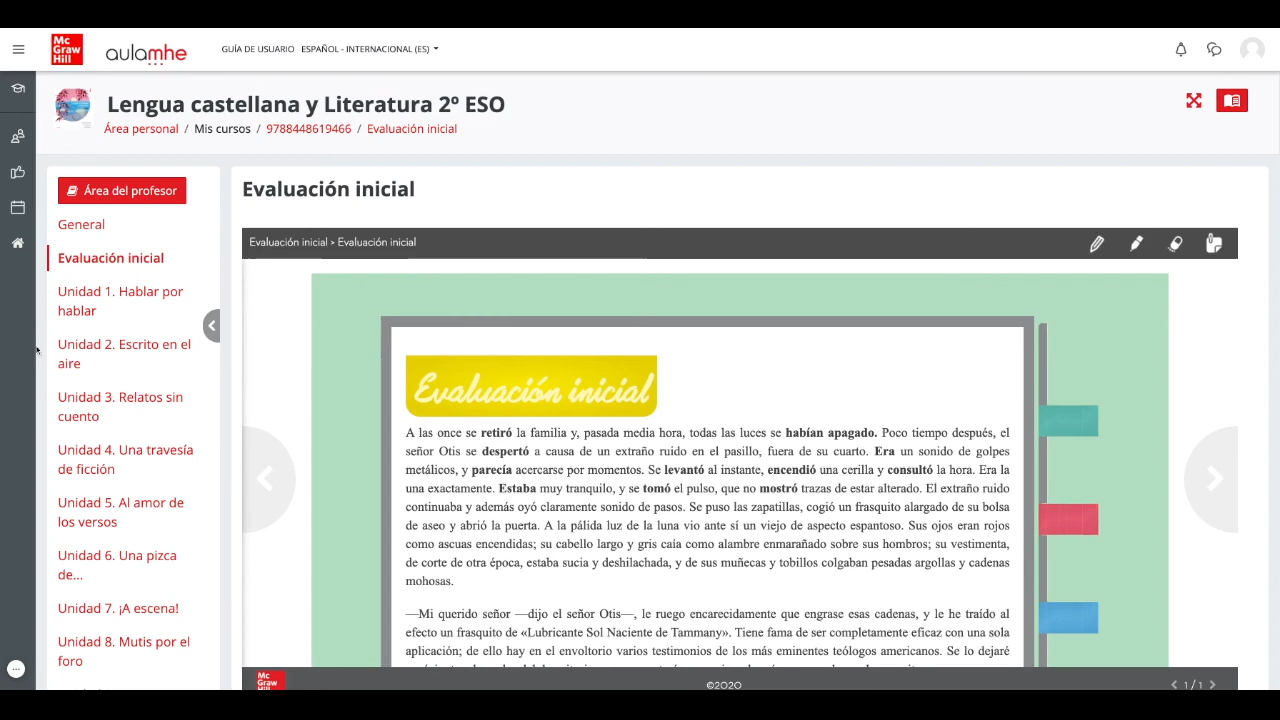 Mc
Graw
Hill
aulamhe
GUÍA DE USUARIO ESPAÑOL - INTERNACIONAL (ES)
Lengua castellana y Literatura 2º ESO
Área personal / Mis cursos / 9788448619466 / Evaluación inicial
Área del profesor
General
Evaluación inicial
Unidad 1. Hablar por
hablar
Unidad 2. Escrito en el
aire
Unidad 3. Relatos sin
cuento
Unidad 4. Una travesía
de ficción
Unidad 5. Al amor de
los versos
Unidad 6. Una pizca
de...
Unidad 7. ¡A escena!
Unidad 8. Mutis por el
foro
Evaluación inicial
Evaluación inicial > Evaluación inicial
Evaluación inicial
A las once se retiró la familia y, pasada media hora, todas las luces se habían apagado. Poco tiempo después, el
señor Otis se despertó a causa de un extraño ruido en el pasillo, fuera de su cuarto. Era un sonido de golpes
metálicos, y parecía acercarse por momentos. Se levantó al instante, encendió una cerilla y consultó la hora. Era la
una exactamente. Estaba muy tranquilo, y se tomó el pulso, que no mostró trazas de estar alterado. El extraño ruido
continuaba y además oyó claramente sonido de pasos. Se puso las zapatillas, cogió un frasquito alargado de su bolsa
de aseo y abrió la puerta. A la pálida luz de la luna vio ante sí un viejo de aspecto espantoso. Sus ojos eran rojos
como ascuas encendidas; su cabello largo y gris caía como alambre enmarañado sobre sus hombros; su vestimenta,
de corte de otra época, estaba sucia y deshilachada, y de sus muñecas y tobillos colgaban pesadas argollas y cadenas
mohosas.
—Mi querido señor —dijo el señor Otis—, le ruego encarecidamente que engrase esas cadenas, y le he traído al
efecto un frasquito de «Lubricante Sol Naciente de Tammany». Tiene fama de ser completamente eficaz con una sola
aplicación; de ello hay en el envoltorio varios testimonios de los más eminentes teólogos americanos. Se lo dejaré
Mc
Graw
Hill
©2020
1 / 1